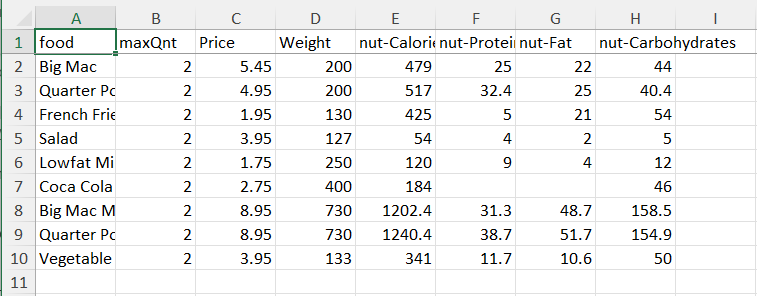 A B C D E F G H I
1 food maxQnt Price Weight nut-Calorie nut-Protein nut-Fat nut-Carbohydrates
2 Big Mac 2 5.45 200 479 25 22 44
3 Quarter Po 2 4.95 200 517 32.4 25 40.4
4 French Frie 2 1.95 130 425 5 21 54
5 Salad 2 3.95 127 54 4 2 5
6 Lowfat Mi 2 1.75 250 120 9 4 12
7 Coca Cola 2 2.75 400 184 46
8 Big Mac M 2 8.95 730 1202.4 31.3 48.7 158.5
9 Quarter Po 2 8.95 730 1240.4 38.7 51.7 154.9
10 Vegetable 2 3.95 133 341 11.7 10.6 50
11